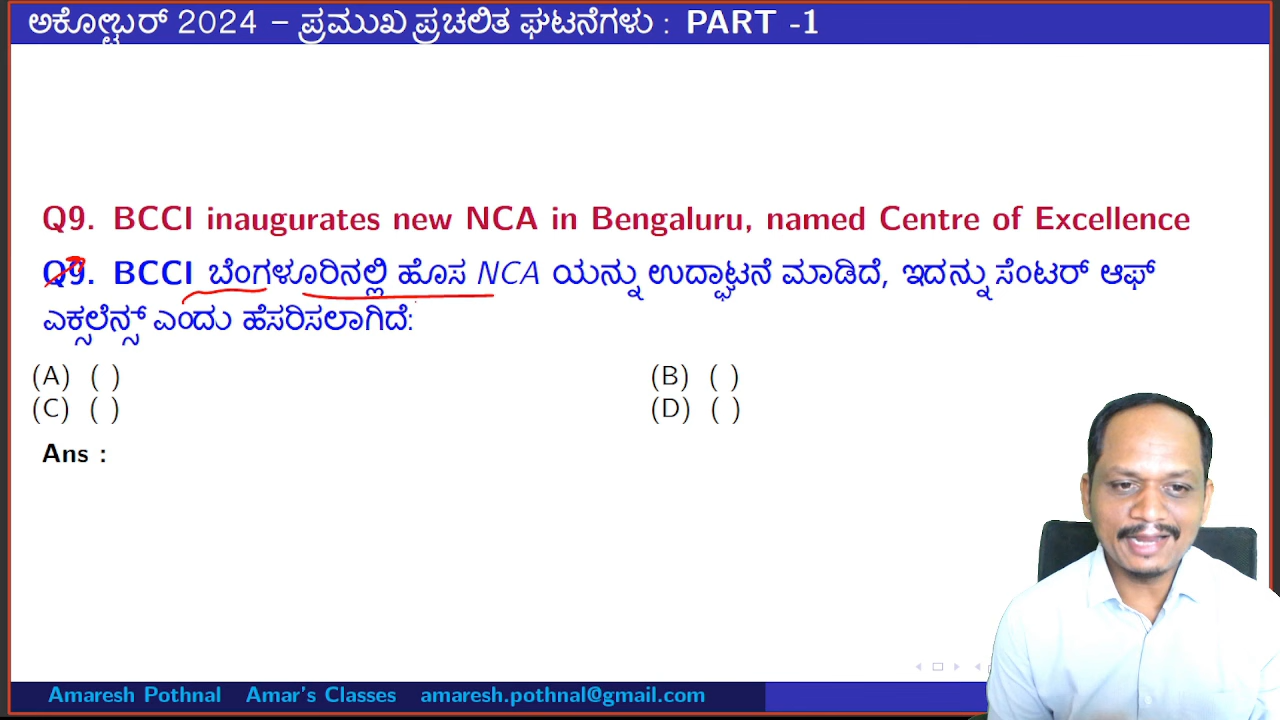 ಅಕ್ಟೋಬರ್ 2024 – ಪ್ರಮುಖ ಪ್ರಚಲಿತ ಘಟನೆಗಳು : PART -1
Q9. BCCI inaugurates new NCA in Bengaluru, named Centre of Excellence
Q9. BCCI ಬೆಂಗಳೂರಿನಲ್ಲಿ ಹೊಸ NCA ಯನ್ನು ಉದ್ಘಾಟನೆ ಮಾಡಿದೆ, ಇದನ್ನು ಸೆಂಟರ್ ಆಫ್
ಎಕ್ಸಲೆನ್ಸ್ ಎಂದು ಹೆಸರಿಸಲಾಗಿದೆ:
(A) ( ) (B) ( )
(C) ( ) (D) ( )
Ans :
Amaresh Pothnal Amar's Classes amaresh.pothnal@gmail.com